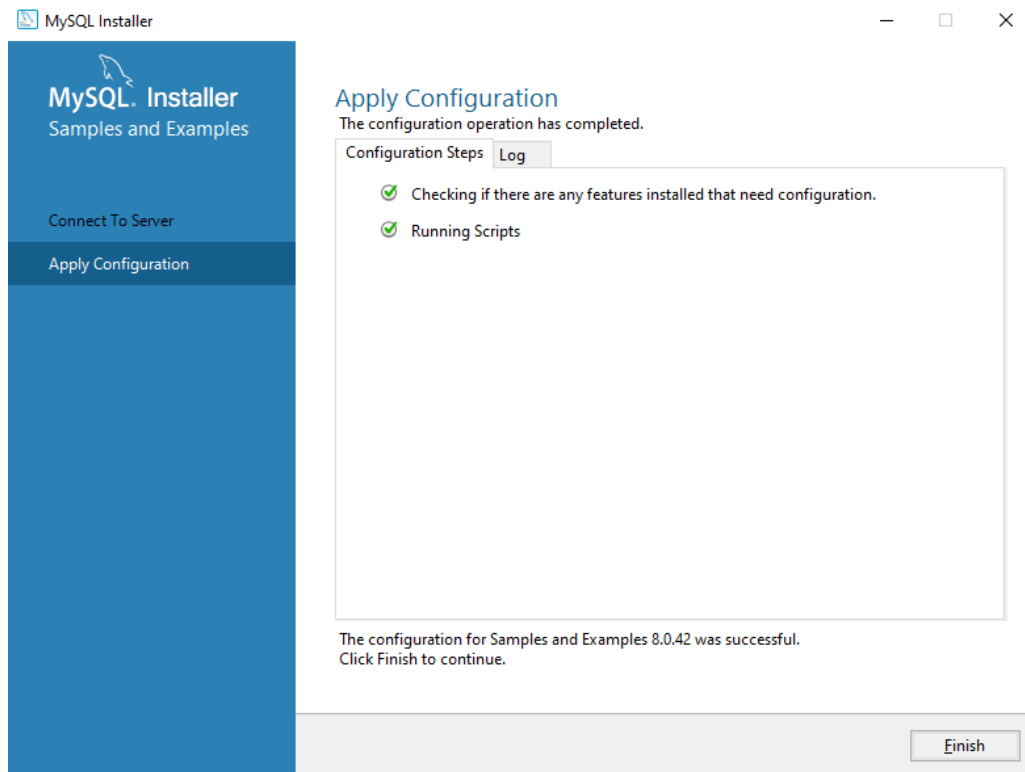 MySQL Installer
MySQL. Installer
Samples and Examples
Connect To Server
Apply Configuration
Apply Configuration
The configuration operation has completed.
Configuration Steps Log
Checking if there are any features installed that need configuration.
Running Scripts
The configuration for Samples and Examples 8.0.42 was successful.
Click Finish to continue.
Finish